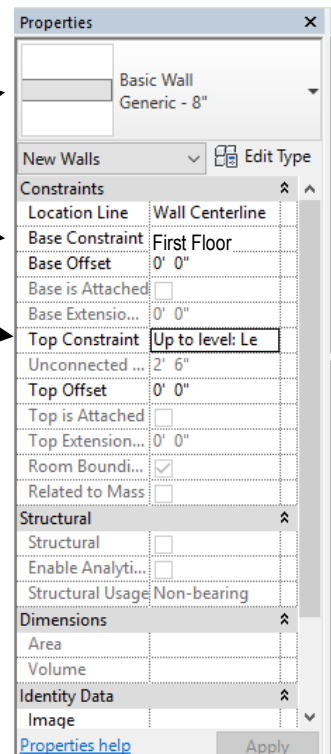 Properties ×
Basic Wall
Generic - 8"
New Walls Edit Type
Constraints
Location Line Wall Centerline
Base Constraint First Floor
Base Offset 0' 0"
Base is Attached
Base Extensio... 0' 0"
Top Constraint Up to level: Le
Unconnected ... 2' 6"
Top Offset 0' 0"
Top is Attached
Top Extension... 0' 0"
Room Boundi...
Related to Mass
Structural
Structural
Enable Analyti...
Structural Usage Non-bearing
Dimensions
Area
Volume
Identity Data
Image
Properties help Apply